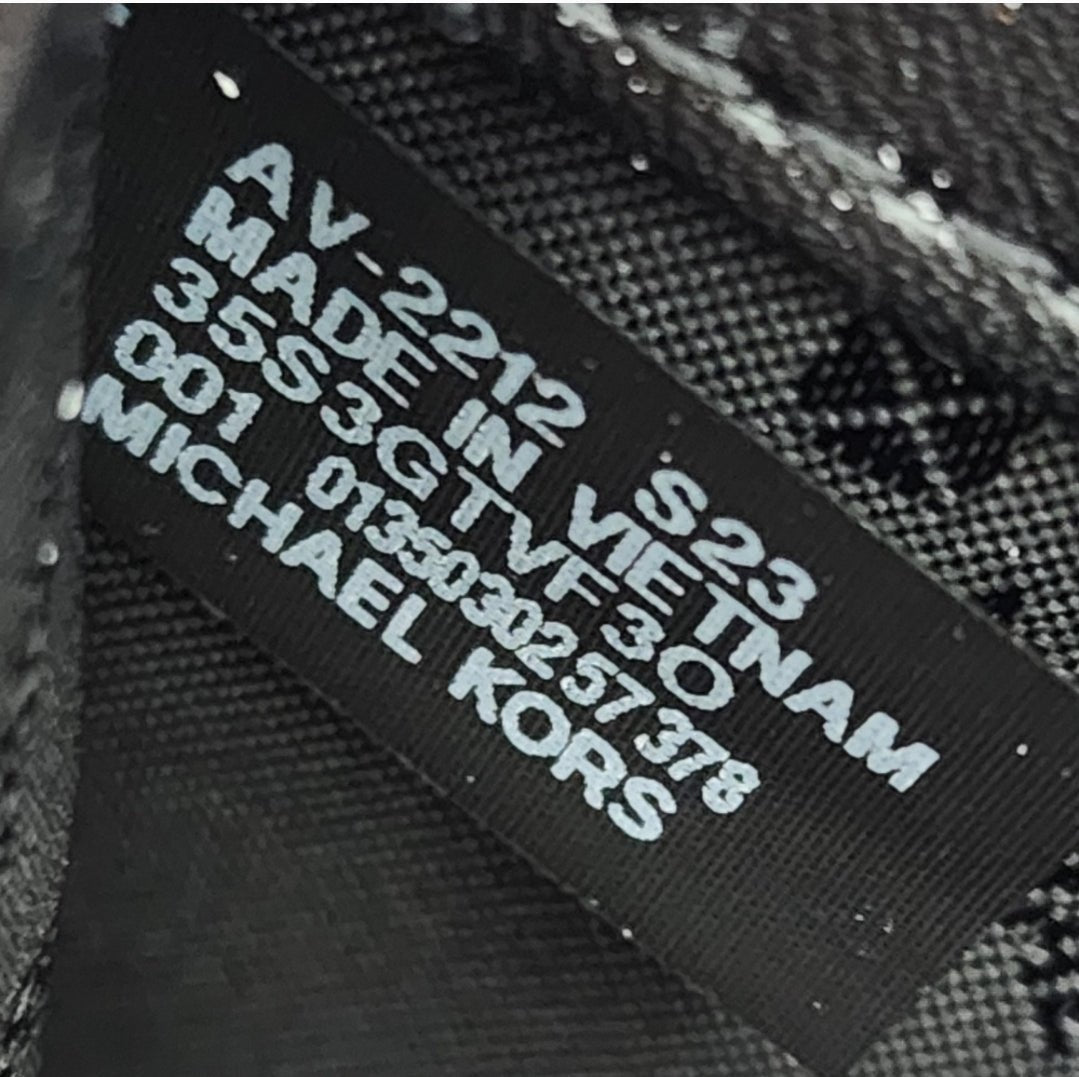 AV-2212 S23
MADE IN VIETNAM
35S3GTVF3O
001 0135030257378
MICHAEL KORS